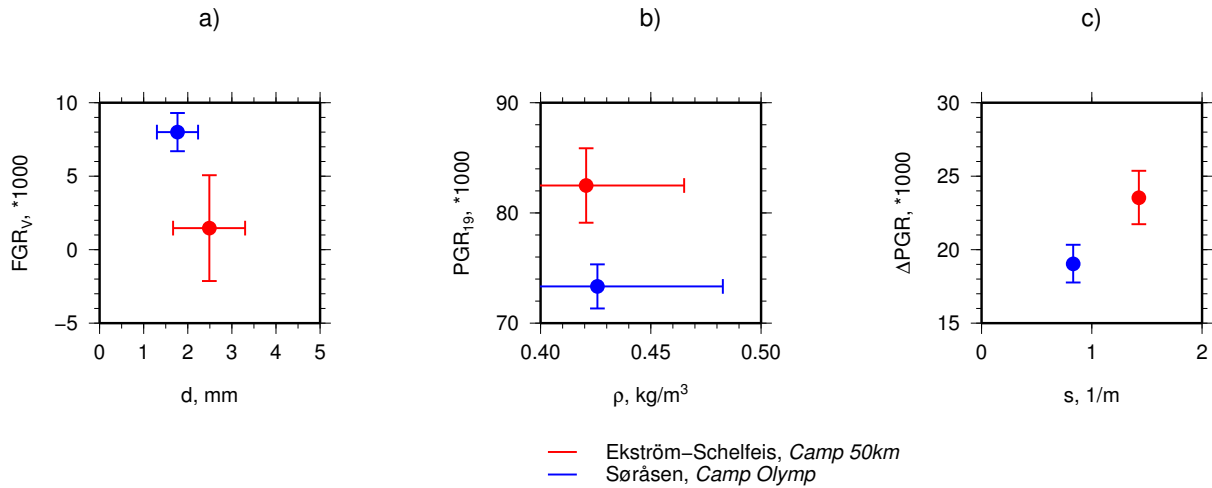 a)
FGR_V, *1000
10
5
0
−5
0 1 2 3 4 5
d, mm
b)
PGR_19, *1000
90
80
70
0.40 0.45 0.50
ρ, kg/m³
c)
ΔPGR, *1000
30
25
20
15
0 1 2
s, 1/m
Ekström−Schelfeis, Camp 50km
Søråsen, Camp Olymp